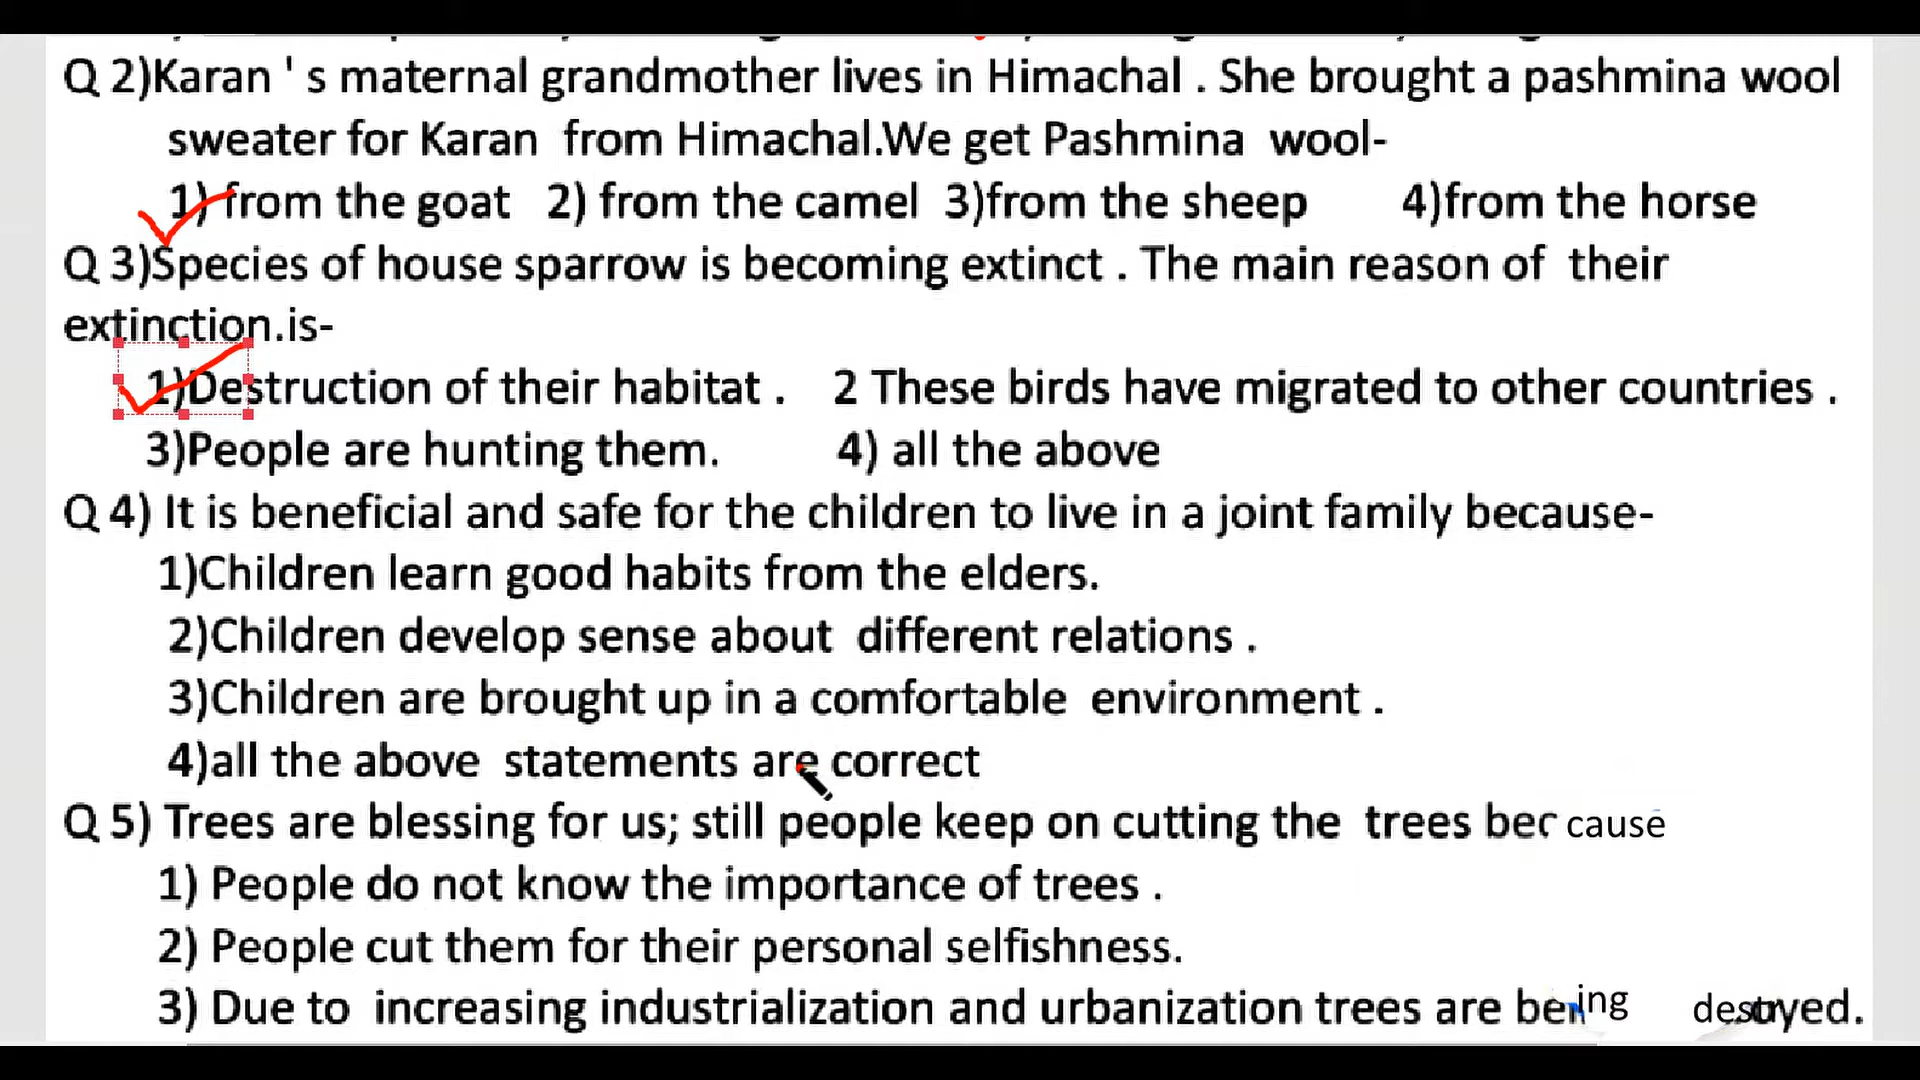 Q 2)Karan ' s maternal grandmother lives in Himachal . She brought a pashmina wool
sweater for Karan from Himachal.We get Pashmina wool-
1) from the goat 2) from the camel 3)from the sheep 4)from the horse
Q 3)Species of house sparrow is becoming extinct . The main reason of their
extinction.is-
1)Destruction of their habitat . 2 These birds have migrated to other countries .
3)People are hunting them. 4) all the above
Q 4) It is beneficial and safe for the children to live in a joint family because-
1)Children learn good habits from the elders.
2)Children develop sense about different relations .
3)Children are brought up in a comfortable environment .
4)all the above statements are correct
Q 5) Trees are blessing for us; still people keep on cutting the trees bec cause
1) People do not know the importance of trees .
2) People cut them for their personal selfishness.
3) Due to increasing industrialization and urbanization trees are being destroyed.